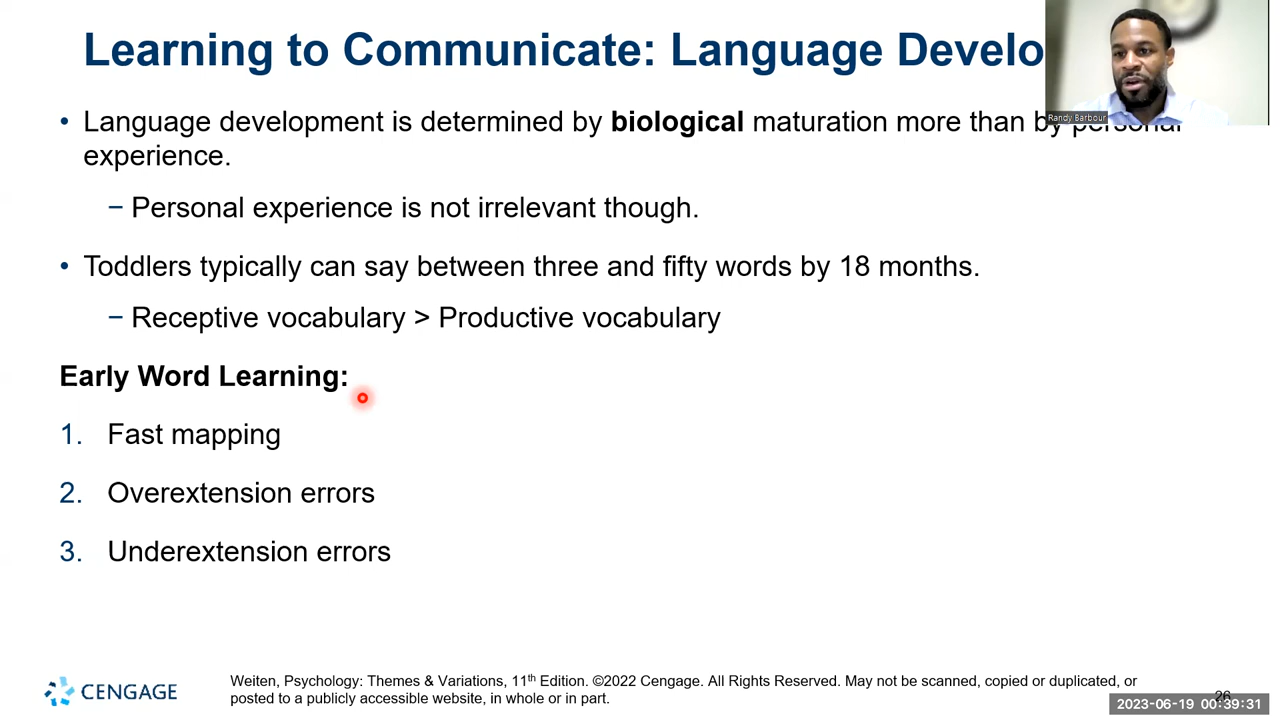 Learning to Communicate: Language Develo
• Language development is determined by biological maturation more than by personal
experience.
− Personal experience is not irrelevant though.
• Toddlers typically can say between three and fifty words by 18 months.
− Receptive vocabulary > Productive vocabulary
Early Word Learning:
1. Fast mapping
2. Overextension errors
3. Underextension errors
Randy Barbour
CENGAGE
Weiten, Psychology: Themes & Variations, 11th Edition. ©2022 Cengage. All Rights Reserved. May not be scanned, copied or duplicated, or
posted to a publicly accessible website, in whole or in part.
26
2023-06-19 00:39:31